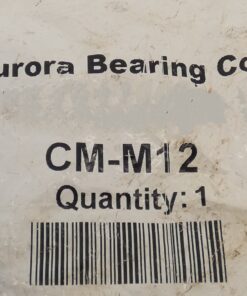 urora Bearing Co
CM-M12
Quantity: 1